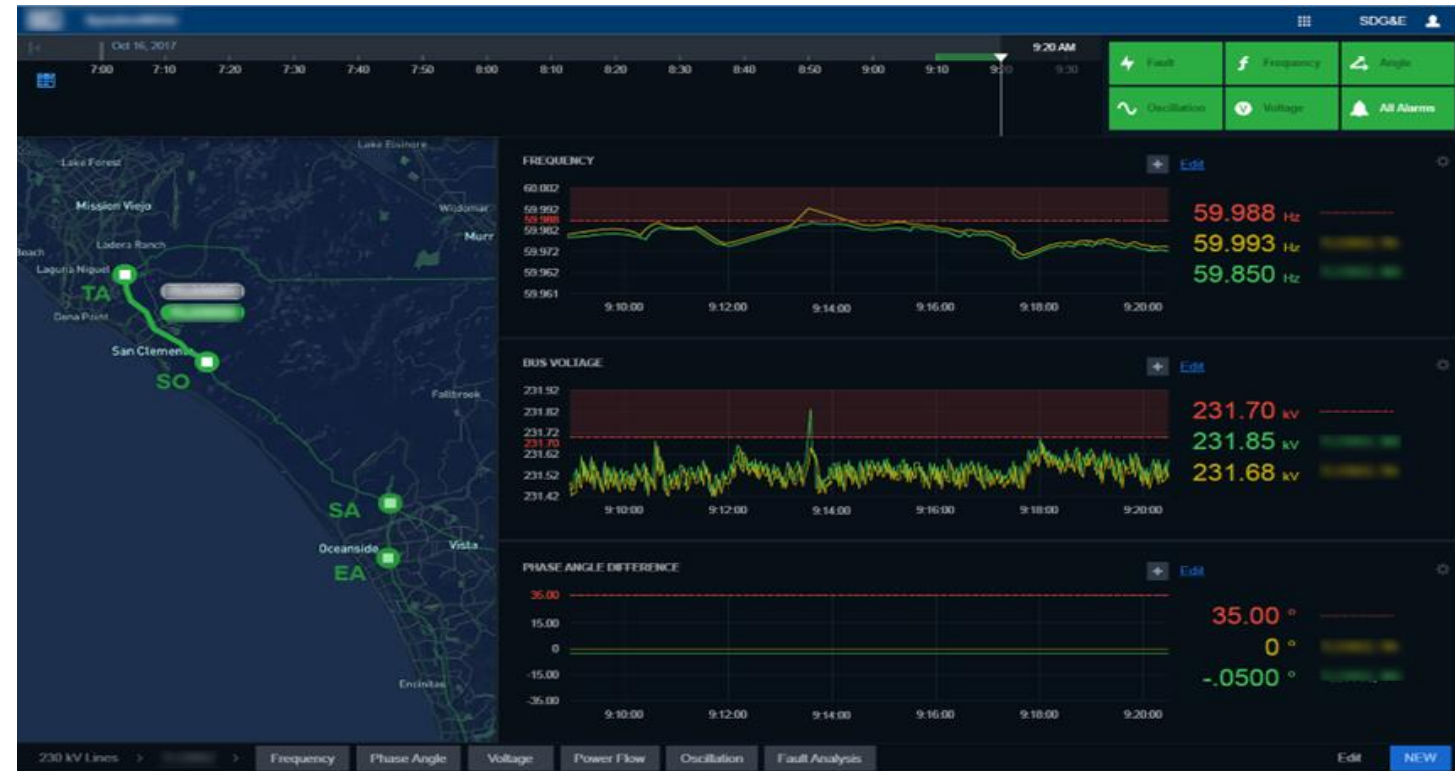 SDG&E
Oct 16, 2017
9:20 AM
7:00 7:10 7:20 7:30 7:40 7:50 8:00 8:10 8:20 8:30 8:40 8:50 9:00 9:10 9:20 9:30
Fault
Frequency
Angle
Oscillation
Voltage
All Alarms
Lake Forest
Lake Elsinore
Mission Viejo
Wildomar
Murr
Ladera Ranch
Beach
Laguna Niguel
TA
Dana Point
San Clemente
SO
Fallbrook
SA
Oceanside
Vista
EA
Encinitas
FREQUENCY
Edit
60.002
59.992
59.988
59.982
59.972
59.962
59.961
9:10:00 9:12:00 9:14:00 9:16:00 9:18:00 9:20:00
59.988 Hz
59.993 Hz
59.850 Hz
BUS VOLTAGE
Edit
231.92
231.82
231.72
231.70
231.62
231.52
231.42
9:10:00 9:12:00 9:14:00 9:16:00 9:18:00 9:20:00
231.70 kV
231.85 kV
231.68 kV
PHASE ANGLE DIFFERENCE
Edit
35.00
15.00
0
-15.00
-35.00
9:10:00 9:12:00 9:14:00 9:16:00 9:18:00 9:20:00
35.00 °
0 °
-.0500 °
230 kV Lines > > Frequency Phase Angle Voltage Power Flow Oscillation Fault Analysis Edit NEW